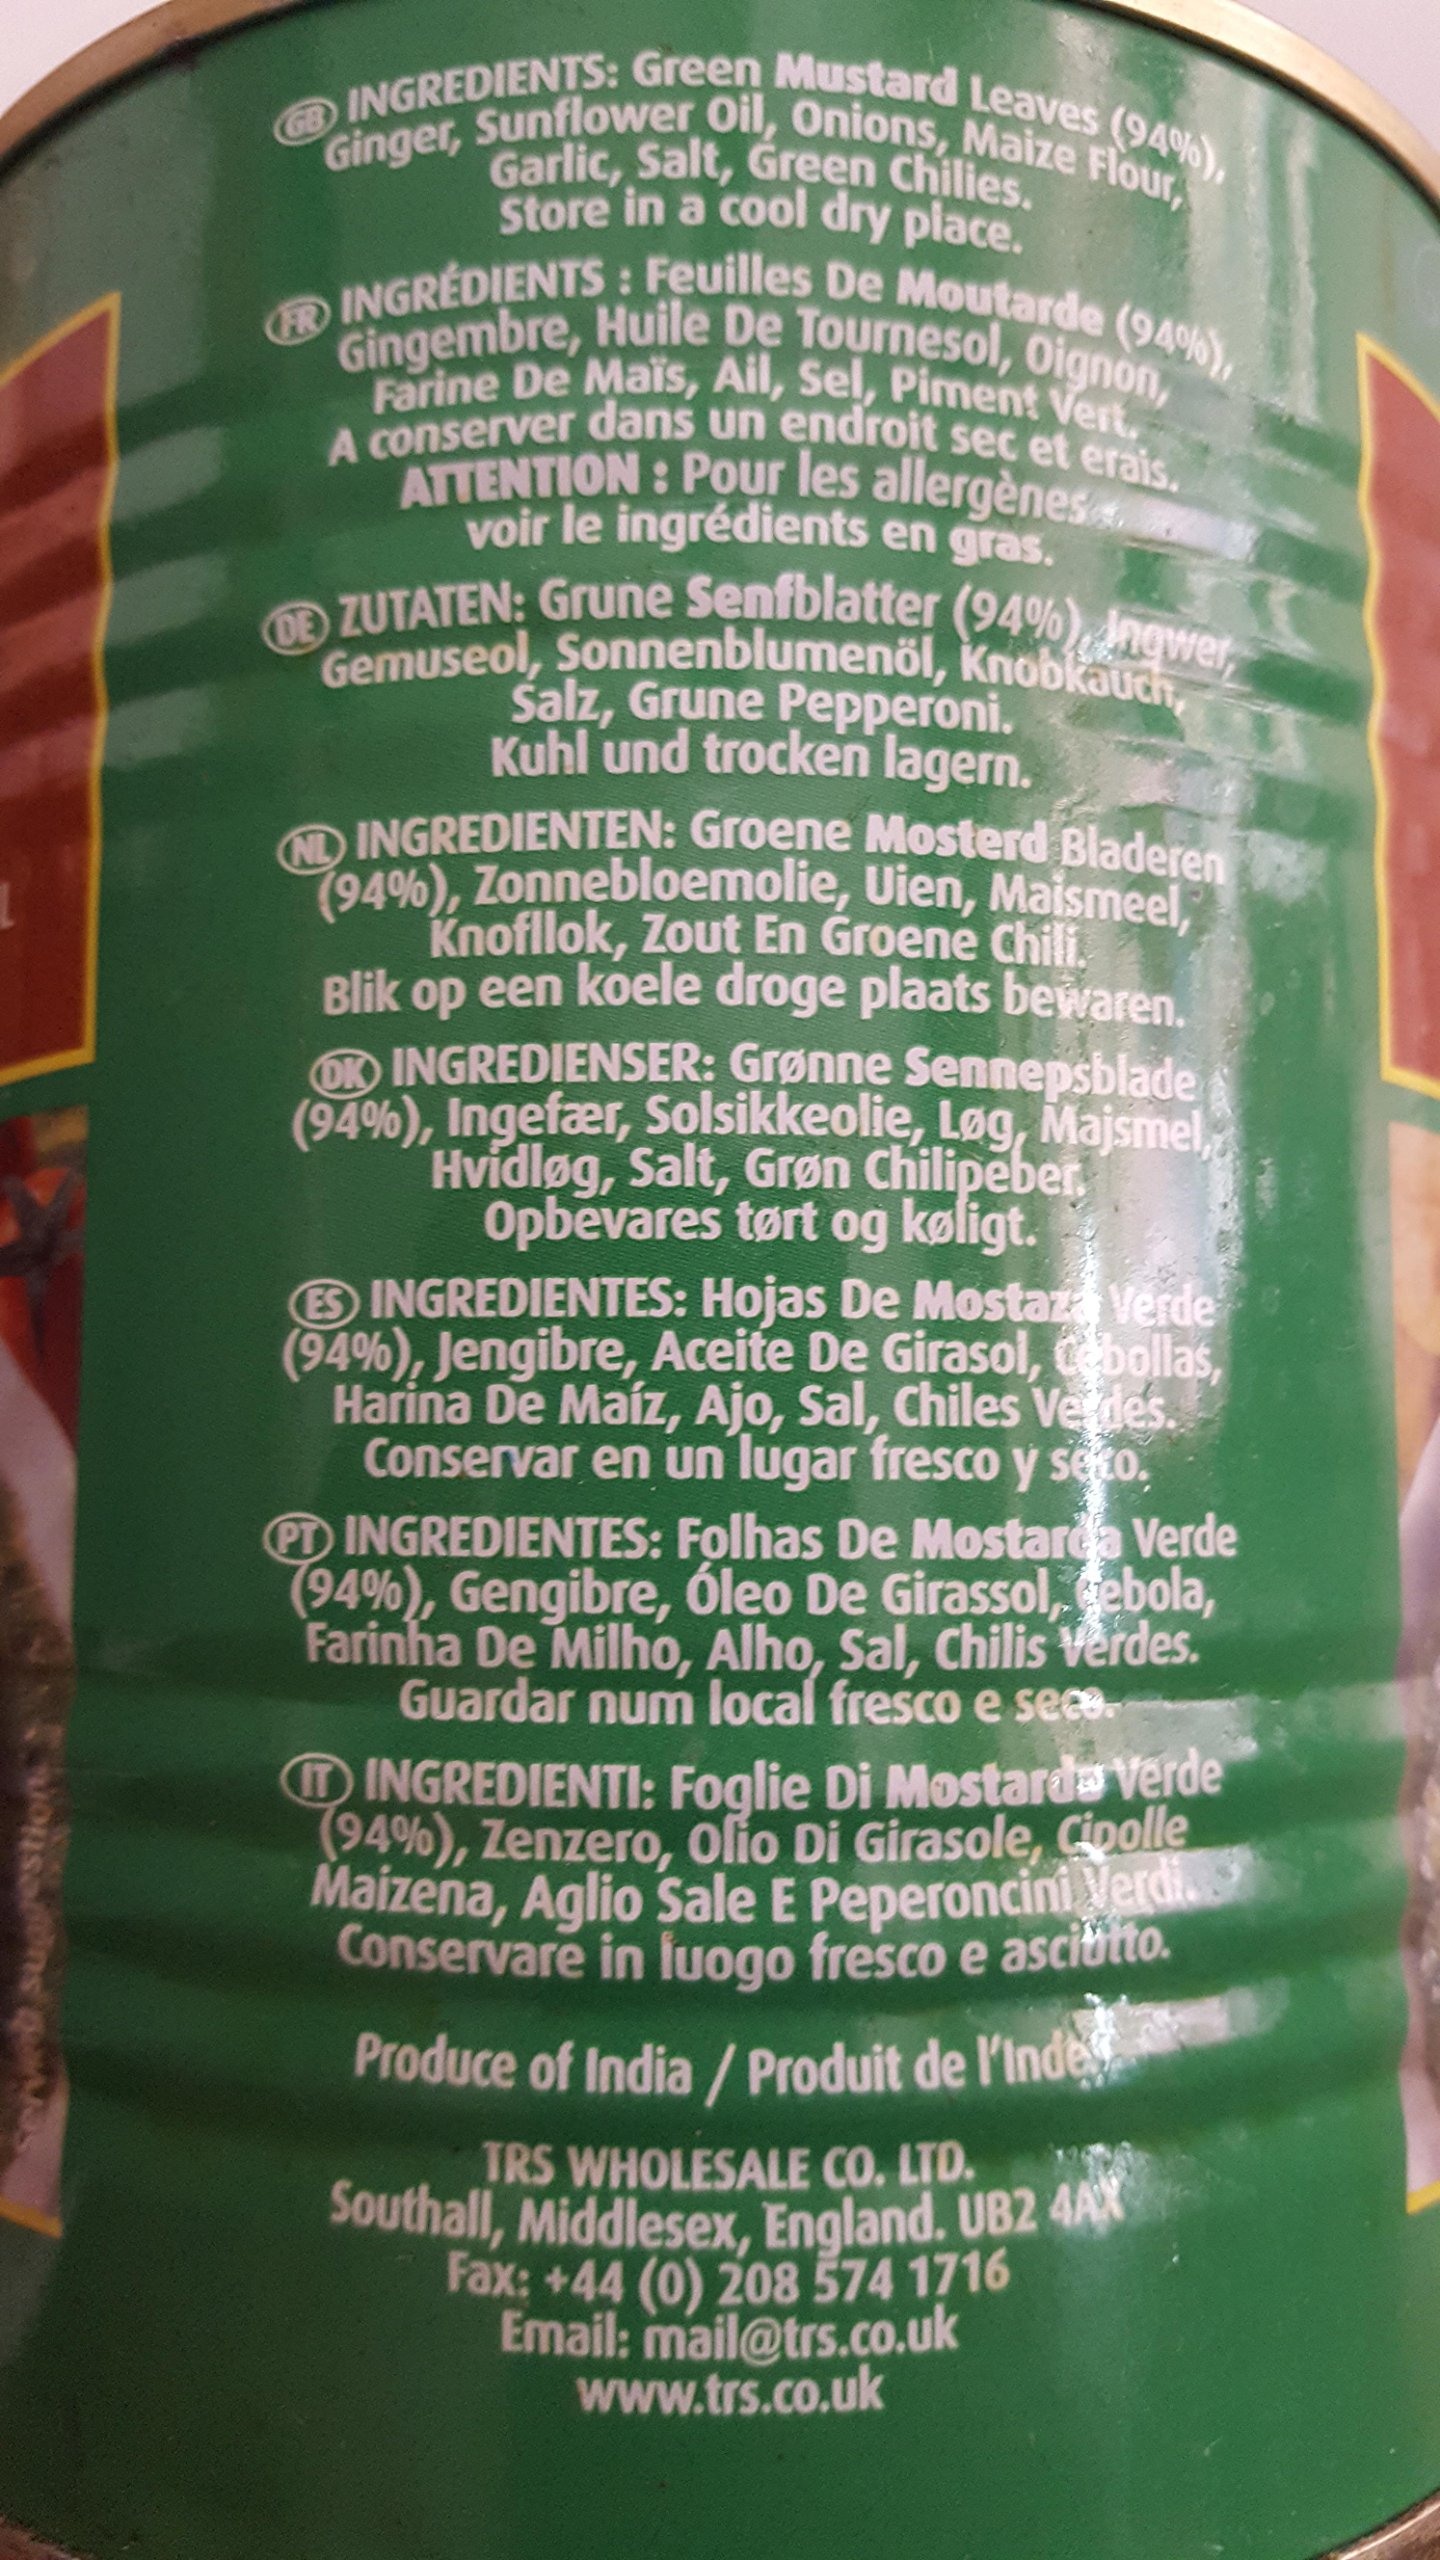 GB INGREDIENTS: Green Mustard Leaves (94%),
Ginger, Sunflower Oil, Onions, Maize Flour,
Garlic, Salt, Green Chilies.
Store in a cool dry place.
FR INGRÉDIENTS : Feuilles De Moutarde (94%),
Gingembre, Huile De Tournesol, Oignon,
Farine De Maïs, Ail, Sel, Piment Vert.
A conserver dans un endroit sec et erais.
ATTENTION : Pour les allergènes
voir le ingrédients en gras.
DE ZUTATEN: Grune Senfblatter (94%), Ingwer,
Gemuseol, Sonnenblumenöl, Knobkauch,
Salz, Grune Pepperoni.
Kuhl und trocken lagern.
NL INGREDIENTEN: Groene Mosterd Bladeren
(94%), Zonnebloemolie, Uien, Maismeel,
Knofllok, Zout En Groene Chili.
Blik op een koele droge plaats bewaren.
DK INGREDIENSER: Grønne Sennepsblade
(94%), Ingefær, Solsikkeolie, Løg, Majsmel,
Hvidløg, Salt, Grøn Chilipeber.
Opbevares tørt og køligt.
ES INGREDIENTES: Hojas De Mostaza Verde
(94%), Jengibre, Aceite De Girasol, Cebollas,
Harina De Maíz, Ajo, Sal, Chiles Verdes.
Conservar en un lugar fresco y seco.
PT INGREDIENTES: Folhas De Mostarda Verde
(94%), Gengibre, Óleo De Girassol, Cebola,
Farinha De Milho, Alho, Sal, Chilis Verdes.
Guardar num local fresco e seco.
IT INGREDIENTI: Foglie Di Mostarda Verde
(94%), Zenzero, Olio Di Girasole, Cipolle
Maizena, Aglio Sale E Peperoncini Verdi.
Conservare in luogo fresco e asciutto.
Produce of India / Produit de l'Inde
TRS WHOLESALE CO. LTD.
Southall, Middlesex, England. UB2 4AX
Fax: +44 (0) 208 574 1716
Email: mail@trs.co.uk
www.trs.co.uk